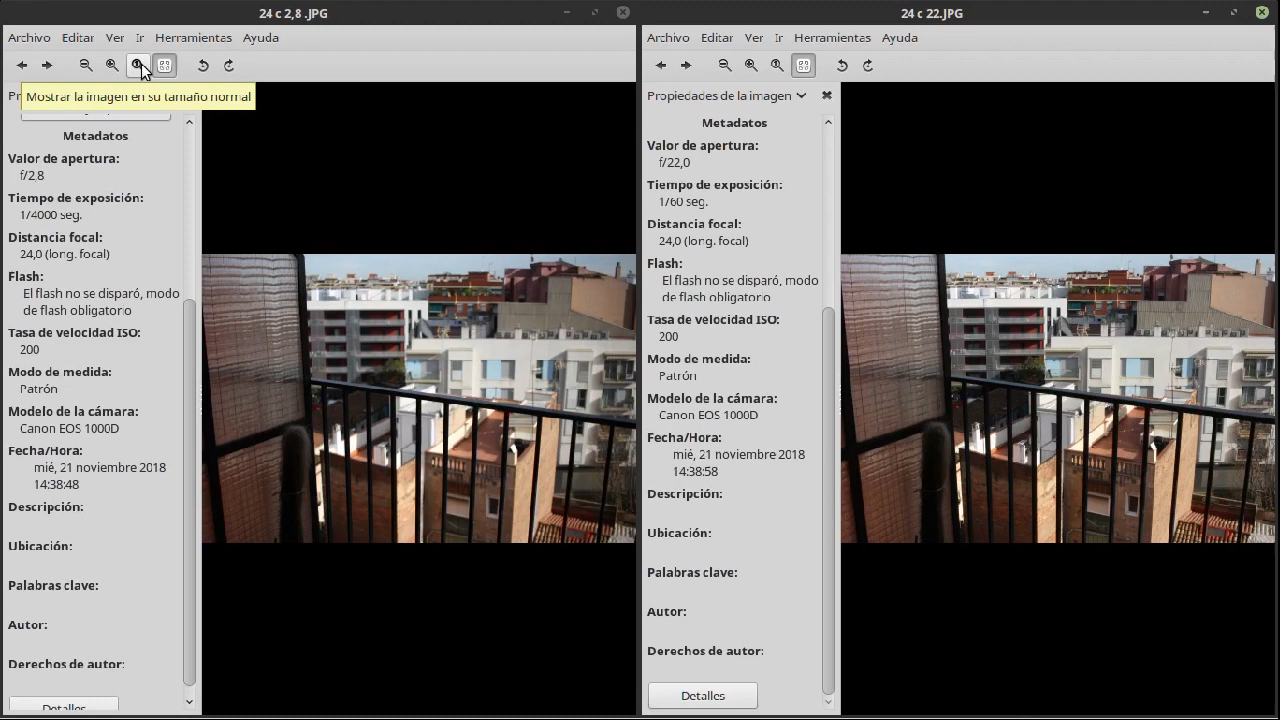 24 c 2,8 .JPG
Archivo Editar Ver Ir Herramientas Ayuda
Mostrar la imagen en su tamaño normal
Metadatos
Valor de apertura:
f/2,8
Tiempo de exposición:
1/4000 seg.
Distancia focal:
24,0 (long. focal)
Flash:
El flash no se disparó, modo
de flash obligatorio
Tasa de velocidad ISO:
200
Modo de medida:
Patrón
Modelo de la cámara:
Canon EOS 1000D
Fecha/Hora:
mié, 21 noviembre 2018
14:38:48
Descripción:
Ubicación:
Palabras clave:
Autor:
Derechos de autor:
Detalles
24 c 22.JPG
Archivo Editar Ver Ir Herramientas Ayuda
Propiedades de la imagen
Metadatos
Valor de apertura:
f/22,0
Tiempo de exposición:
1/60 seg.
Distancia focal:
24,0 (long. focal)
Flash:
El flash no se disparó, modo
de flash obligatorio
Tasa de velocidad ISO:
200
Modo de medida:
Patrón
Modelo de la cámara:
Canon EOS 1000D
Fecha/Hora:
mié, 21 noviembre 2018
14:38:58
Descripción:
Ubicación:
Palabras clave:
Autor:
Derechos de autor:
Detalles